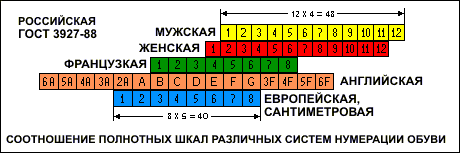 РОССИЙСКАЯ
ГОСТ 3927-88
12 X 4 = 48
МУЖСКАЯ 1 2 3 4 5 6 7 8 9 10 11 12
ЖЕНСКАЯ 1 2 3 4 5 6 7 8 9 10 11 12
ФРАНЦУЗКАЯ 1 2 3 4 5 6 7 8
6A 5A 4A 3A 2A A B C D E F G 3F 4F 5F 6F АНГЛИЙСКАЯ
1 2 3 4 5 6 7 8 ЕВРОПЕЙСКАЯ,
САНТИМЕТРОВАЯ
8 X 5 = 40
СООТНОШЕНИЕ ПОЛНОТНЫХ ШКАЛ РАЗЛИЧНЫХ СИСТЕМ НУМЕРАЦИИ ОБУВИ